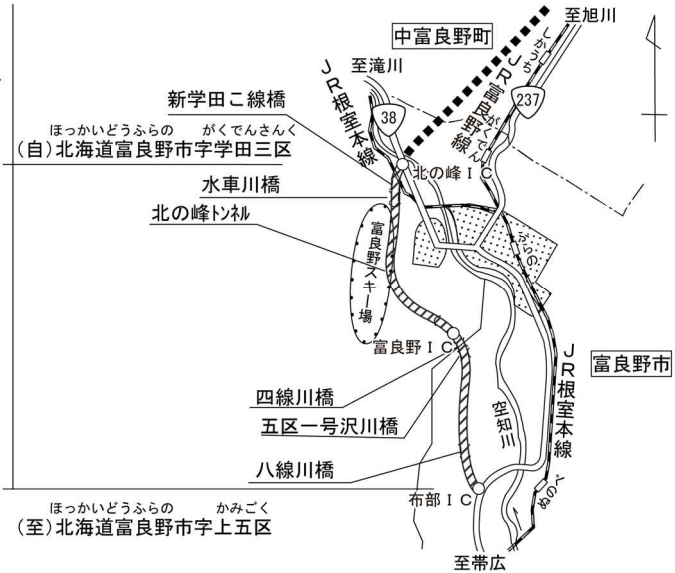 至旭川
中富良野町
しかうち
至滝川
JR富良野線
JR根室本線
237
新学田こ線橋
38
がくでん
ほっかいどうふらの がくでんさんく
(自)北海道富良野市字学田三区
北の峰IC
水車川橋
北の峰トンネル
富良野スキー場
ふらの
富良野IC
JR根室本線
富良野市
四線川橋
空知川
五区一号沢川橋
八線川橋
布部IC
ぬのべ
ほっかいどうふらの かみごく
(至)北海道富良野市字上五区
至帯広